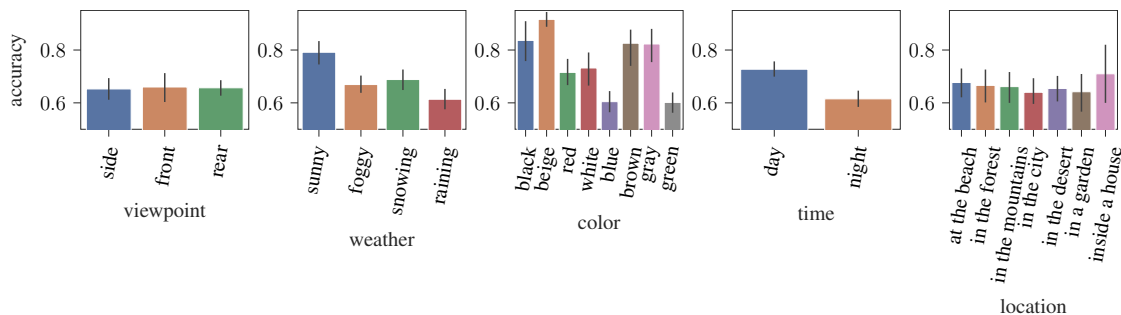 accuracy
0.8
0.6
side
front
rear
viewpoint
0.8
0.6
sunny
foggy
snowing
raining
weather
0.8
0.6
black
beige
red
white
blue
brown
gray
green
color
0.8
0.6
day
night
time
0.8
0.6
at the beach
in the forest
in the mountains
in the city
in the desert
in a garden
inside a house
location